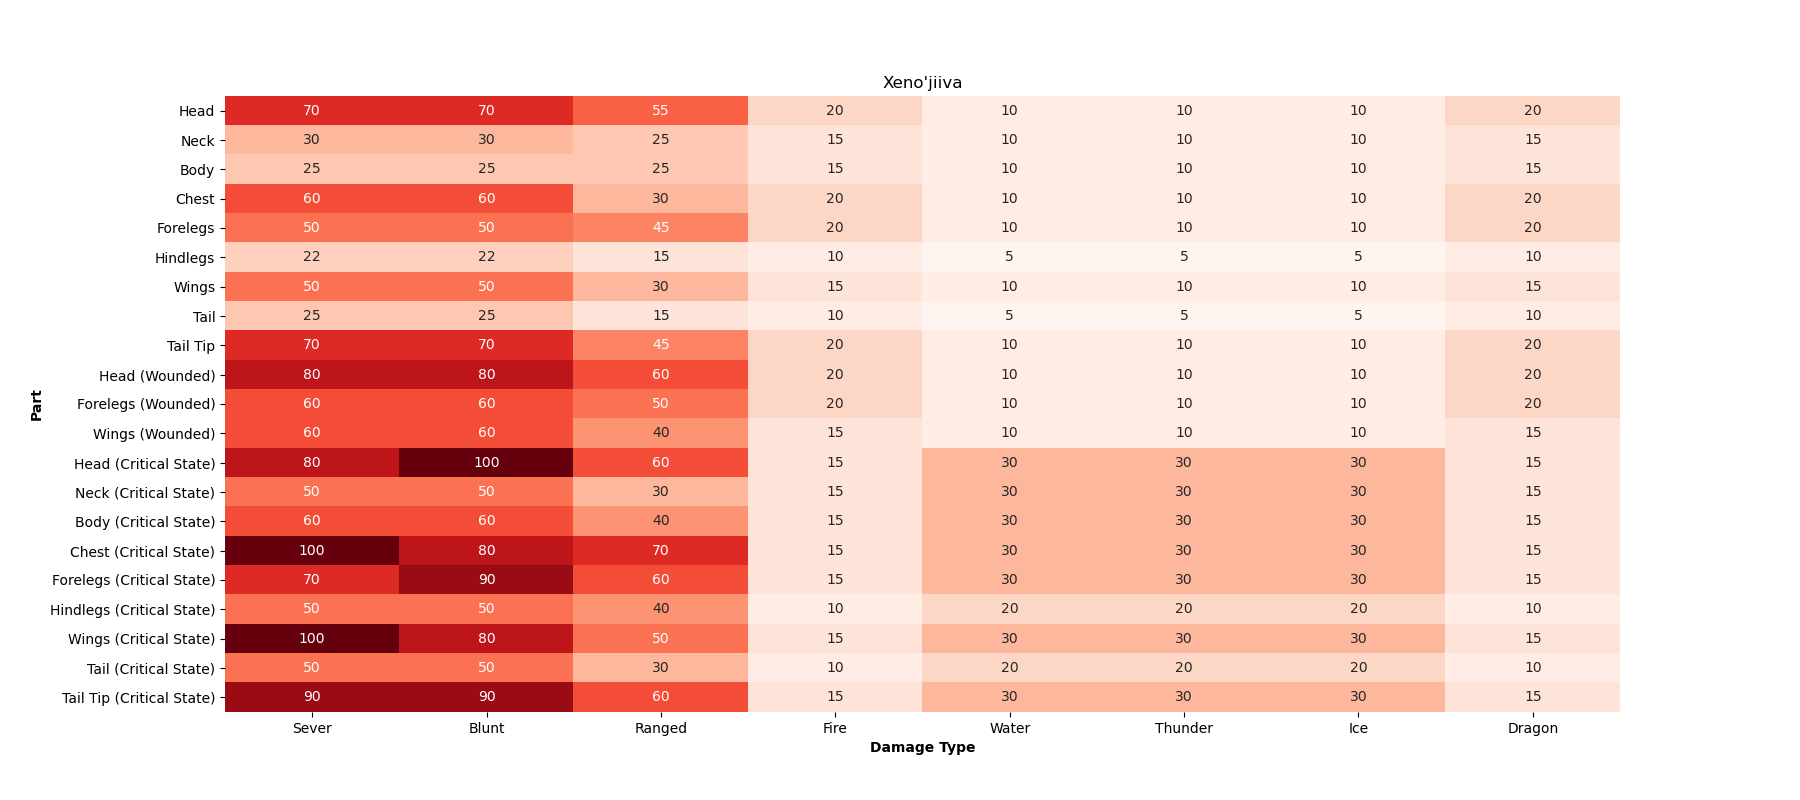 Xeno'jiiva
Head 70 70 55 20 10 10 10 20
Neck 30 30 25 15 10 10 10 15
Body 25 25 25 15 10 10 10 15
Chest 60 60 30 20 10 10 10 20
Forelegs 50 50 45 20 10 10 10 20
Hindlegs 22 22 15 10 5 5 5 10
Wings 50 50 30 15 10 10 10 15
Tail 25 25 15 10 5 5 5 10
Tail Tip 70 70 45 20 10 10 10 20
Head (Wounded) 80 80 60 20 10 10 10 20
Forelegs (Wounded) 60 60 50 20 10 10 10 20
Wings (Wounded) 60 60 40 15 10 10 10 15
Head (Critical State) 80 100 60 15 30 30 30 15
Neck (Critical State) 50 50 30 15 30 30 30 15
Body (Critical State) 60 60 40 15 30 30 30 15
Chest (Critical State) 100 80 70 15 30 30 30 15
Forelegs (Critical State) 70 90 60 15 30 30 30 15
Hindlegs (Critical State) 50 50 40 10 20 20 20 10
Wings (Critical State) 100 80 50 15 30 30 30 15
Tail (Critical State) 50 50 30 10 20 20 20 10
Tail Tip (Critical State) 90 90 60 15 30 30 30 15
Part
Sever Blunt Ranged Fire Water Thunder Ice Dragon
Damage Type